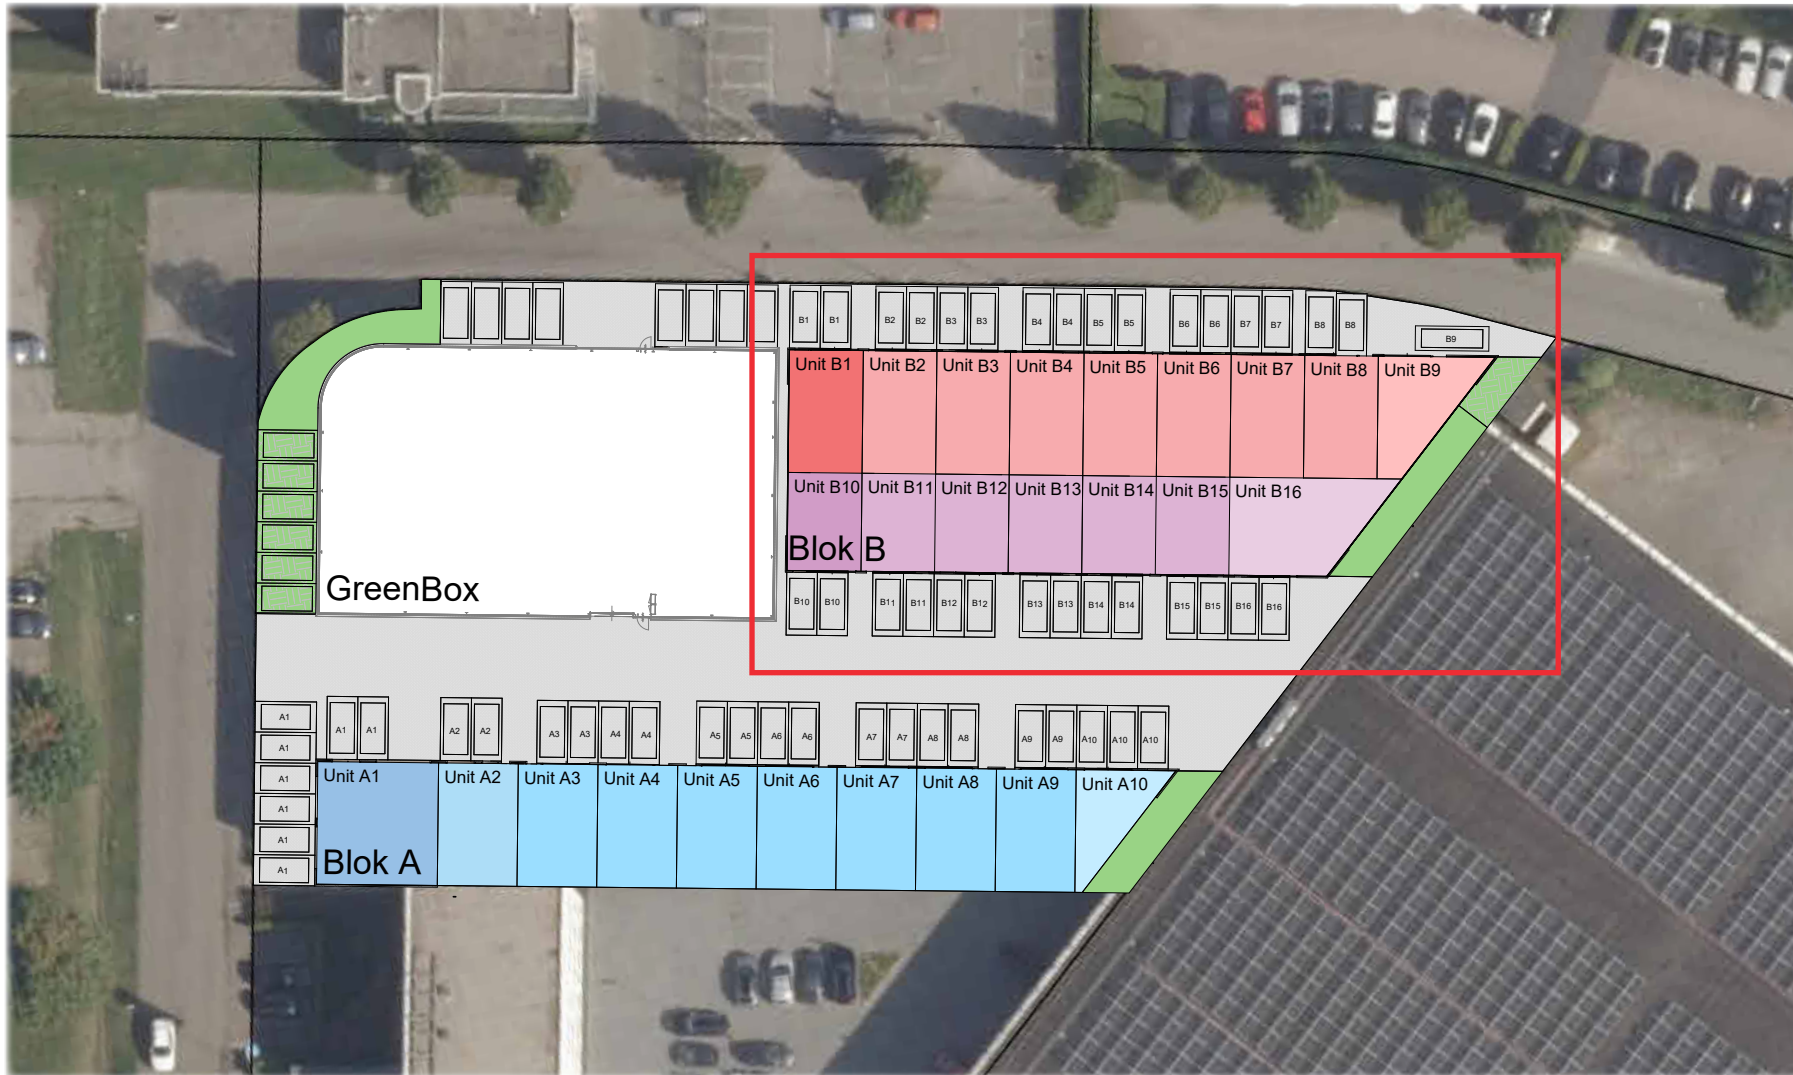 B1 B1 B2 B2 B3 B3 B4 B4 B5 B5 B6 B6 B7 B7 B8 B8 B9
Unit B1 Unit B2 Unit B3 Unit B4 Unit B5 Unit B6 Unit B7 Unit B8 Unit B9
Unit B10 Unit B11 Unit B12 Unit B13 Unit B14 Unit B15 Unit B16
Blok B
GreenBox
B10 B10 B11 B11 B12 B12 B13 B13 B14 B14 B15 B15 B16 B16
A1 A1 A2 A2 A3 A3 A4 A4 A5 A5 A6 A6 A7 A7 A8 A8 A9 A9 A10 A10 A10
A1
A1
A1
A1
A1
A1
Unit A1 Unit A2 Unit A3 Unit A4 Unit A5 Unit A6 Unit A7 Unit A8 Unit A9 Unit A10
Blok A